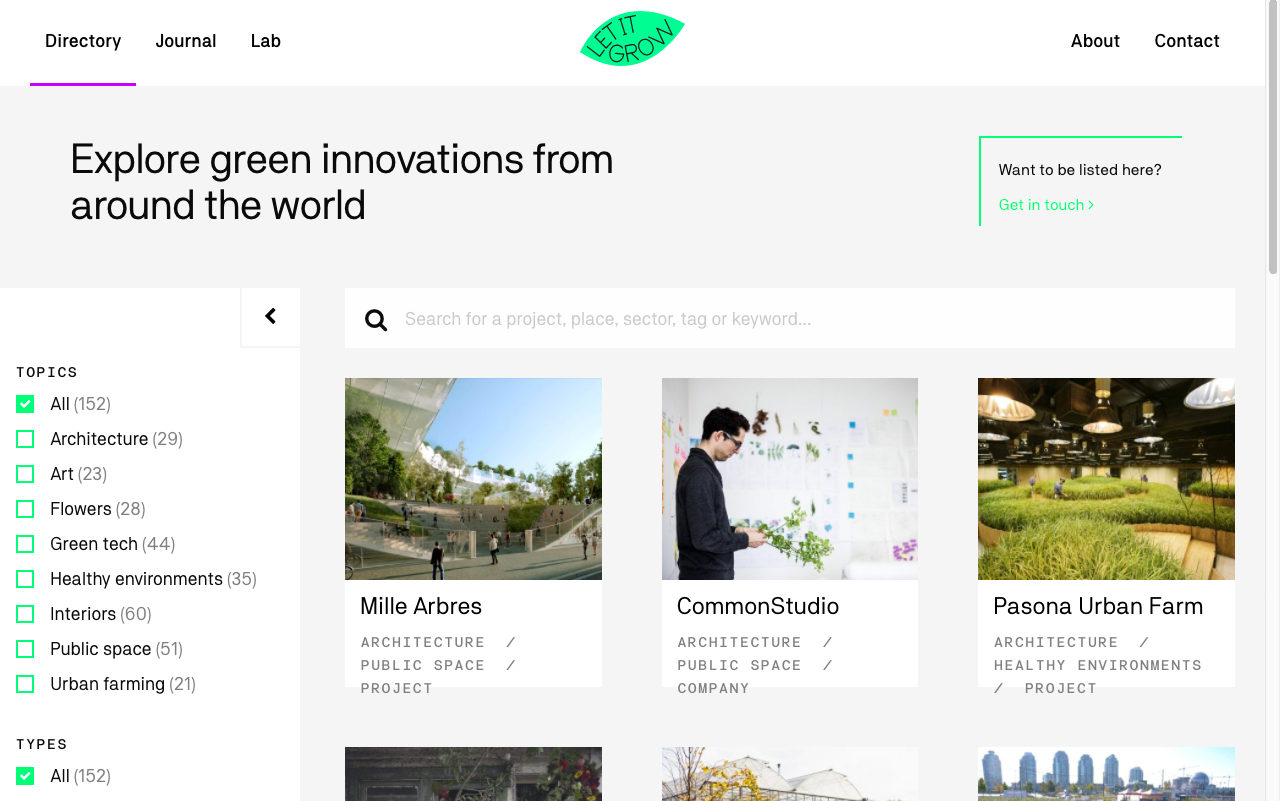 Directory Journal Lab
LET IT
GROW
About Contact
Explore green innovations from
around the world
Want to be listed here?
Get in touch >
Search for a project, place, sector, tag or keyword...
TOPICS
All (152)
Architecture (29)
Art (23)
Flowers (28)
Green tech (44)
Healthy environments (35)
Interiors (60)
Public space (51)
Urban farming (21)
TYPES
All (152)
Mille Arbres
ARCHITECTURE /
PUBLIC SPACE /
PROJECT
CommonStudio
ARCHITECTURE /
PUBLIC SPACE /
COMPANY
Pasona Urban Farm
ARCHITECTURE /
HEALTHY ENVIRONMENTS
/ PROJECT